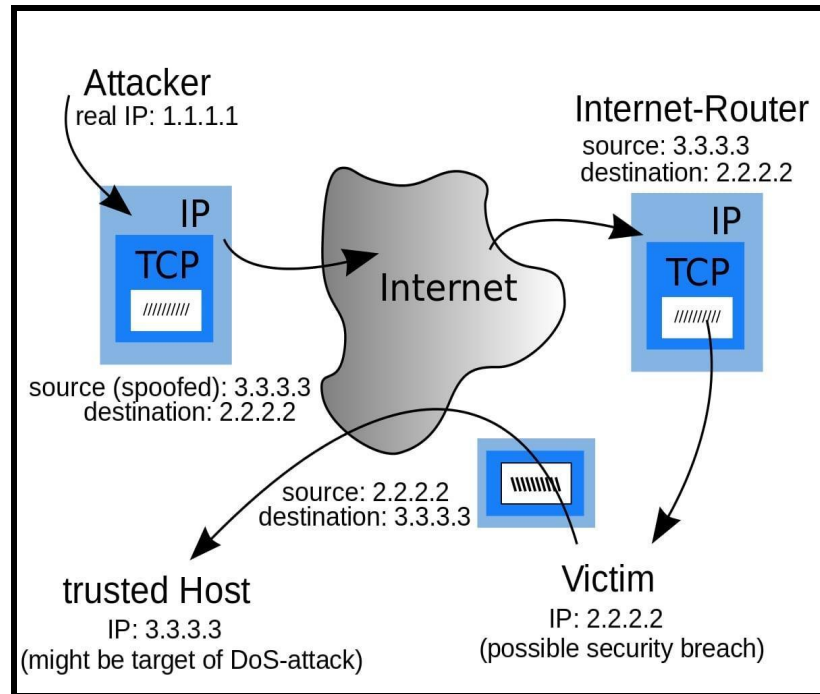 Attacker
real IP: 1.1.1.1
IP
TCP
//////////
source (spoofed): 3.3.3.3
destination: 2.2.2.2
Internet
Internet-Router
source: 3.3.3.3
destination: 2.2.2.2
IP
TCP
//////////
source: 2.2.2.2
destination: 3.3.3.3
\\\\\\\\\\
trusted Host
IP: 3.3.3.3
(might be target of DoS-attack)
Victim
IP: 2.2.2.2
(possible security breach)